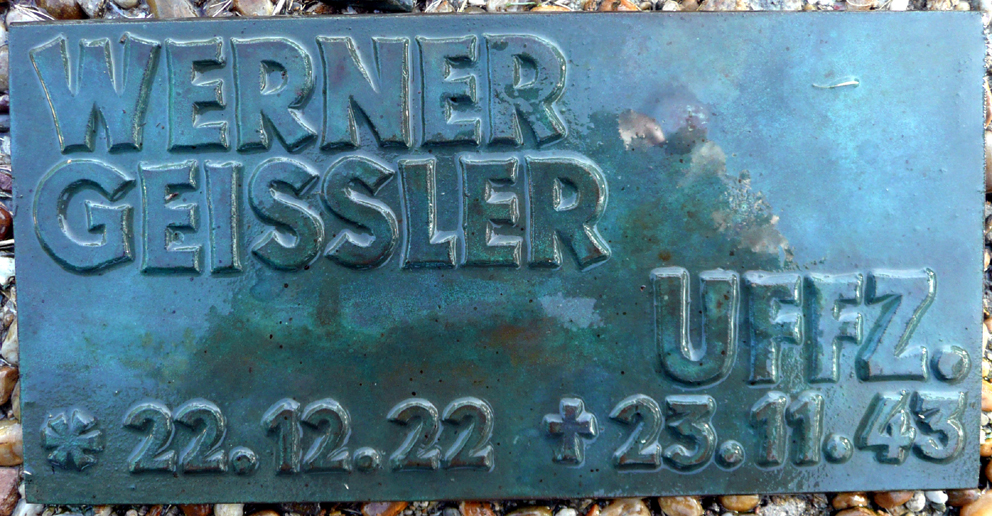 WERNER
GEISSLER
UFFZ.
* 22.12.22 ✝ 23.11.43